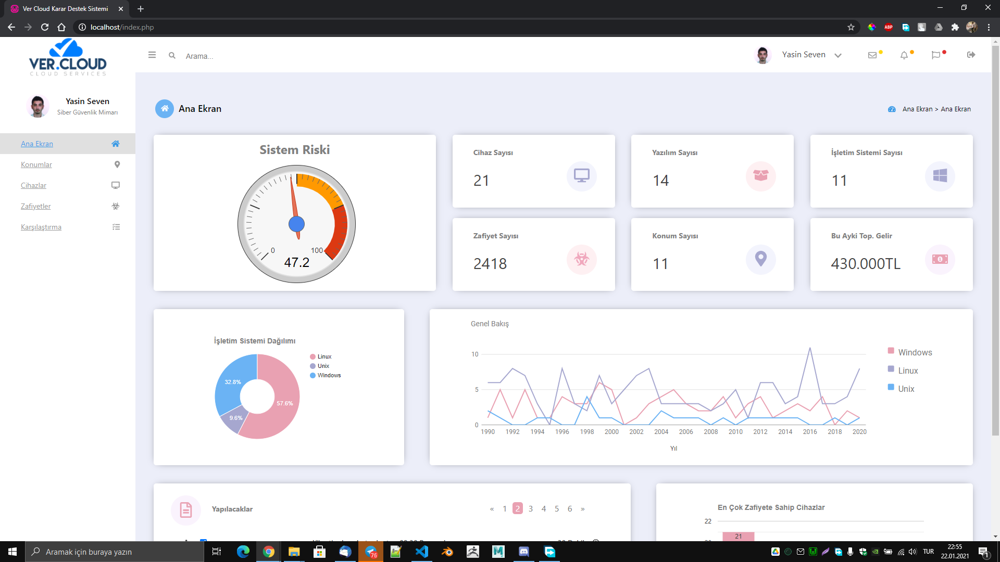 Ver Cloud Karar Destek Sistemi
localhost/index.php
ABP
VER.CLOUD
CLOUD SERVICES
Arama...
Yasin Seven
Yasin Seven
Siber Güvenlik Mimarı
Ana Ekran
Ana Ekran > Ana Ekran
Ana Ekran
Konumlar
Cihazlar
Zafiyetler
Karşılaştırma
Sistem Riski
0
100
47.2
Cihaz Sayısı
21
Yazılım Sayısı
14
İşletim Sistemi Sayısı
11
Zafiyet Sayısı
2418
Konum Sayısı
11
Bu Ayki Top. Gelir
430.000TL
İşletim Sistemi Dağılımı
Linux
Unix
Windows
32.8%
57.6%
9.6%
Genel Bakış
10
5
0
1990 1992 1994 1996 1998 2000 2002 2004 2006 2008 2010 2012 2014 2016 2018 2020
Yıl
Windows
Linux
Unix
Yapılacaklar
« 1 2 3 4 5 6 »
En Çok Zafiyete Sahip Cihazlar
22
21
Aramak için buraya yazın
76
TUR
22:55
22.01.2021
1